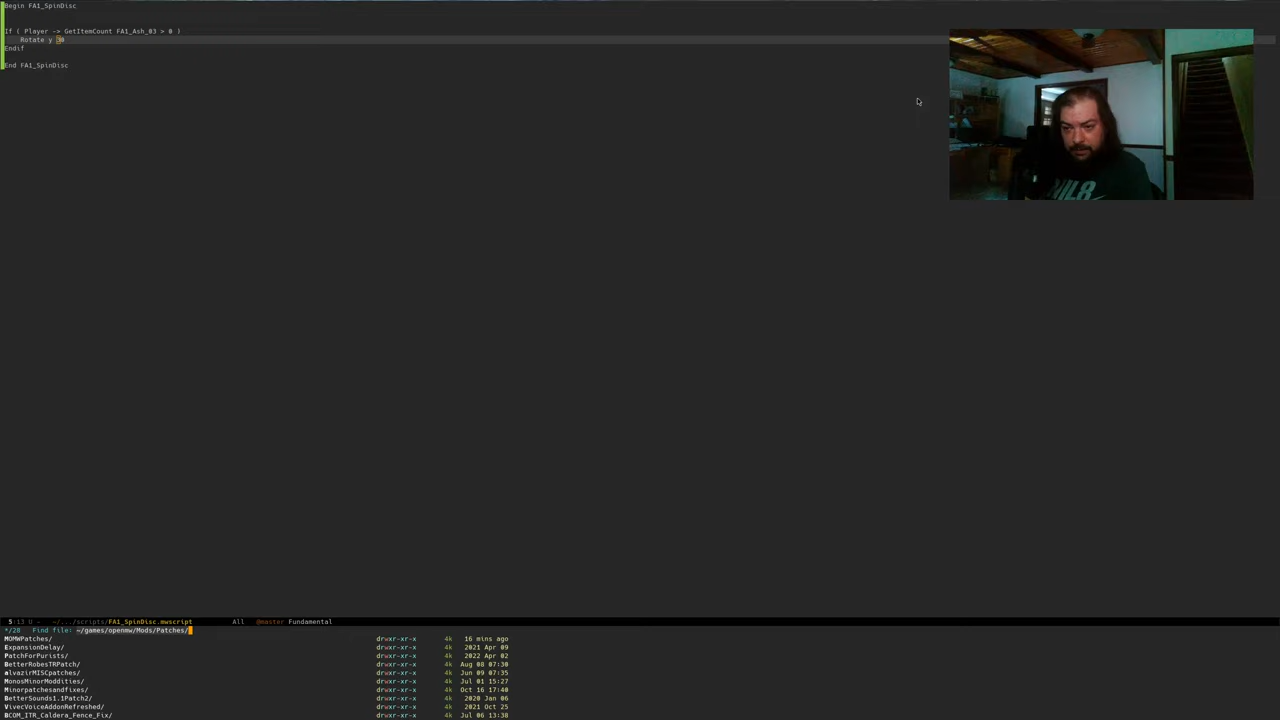 Begin FA1_SpinDisc
If ( Player -> GetItemCount FA1_Ash_03 > 0 )
Rotate y 30
Endif
End FA1_SpinDisc
NIL8
5:13 U - ~/.../scripts/FA1_SpinDisc.mwscript All @master Fundamental
*/28 Find file: ~/games/openmw/Mods/Patches/
MOMWPatches/ drwxr-xr-x 4k 16 mins ago
ExpansionDelay/ drwxr-xr-x 4k 2021 Apr 09
PatchForPurists/ drwxr-xr-x 4k 2022 Apr 02
BetterRobesTRPatch/ drwxr-xr-x 4k Aug 08 07:30
alvazirMISCpatches/ drwxr-xr-x 4k Jun 09 07:35
MonosMinorModdities/ drwxr-xr-x 4k Jul 01 15:27
Minorpatchesandfixes/ drwxr-xr-x 4k Oct 16 17:40
BetterSounds1.1Patch2/ drwxr-xr-x 4k 2020 Jan 06
VivecVoiceAddonRefreshed/ drwxr-xr-x 4k 2021 Oct 25
BCOM_ITR_Caldera_Fence_Fix/ drwxr-xr-x 4k Jul 06 13:38